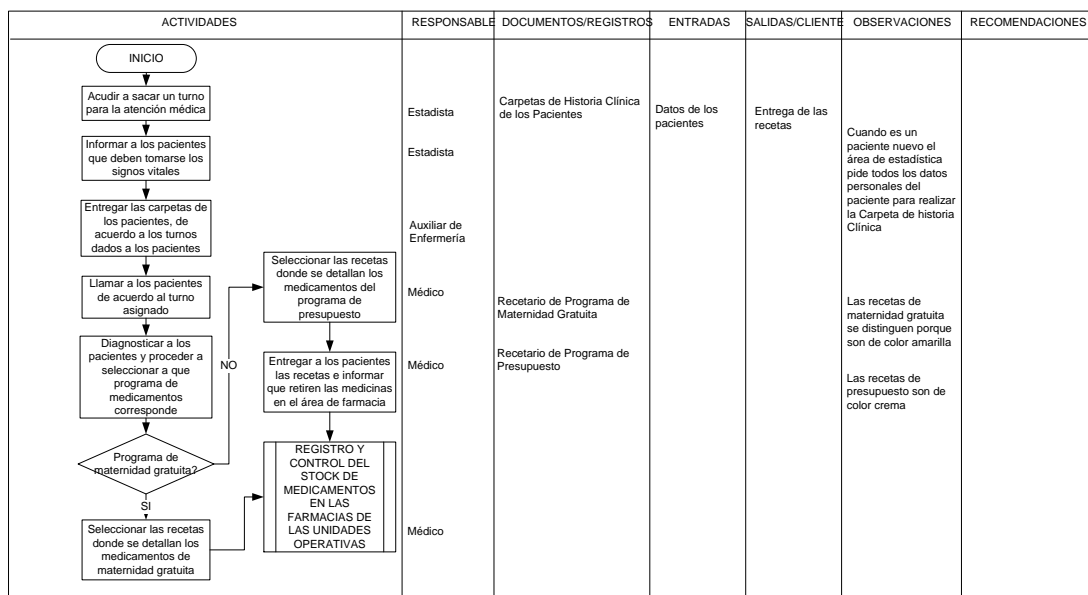 ACTIVIDADES
RESPONSABLE
DOCUMENTOS/REGISTROS
ENTRADAS
SALIDAS/CLIENTE
OBSERVACIONES
RECOMENDACIONES
INICIO
Acudir a sacar un turno
para la atención médica
Informar a los pacientes
que deben tomarse los
signos vitales
Entregar las carpetas de
los pacientes, de
acuerdo a los turnos
dados a los pacientes
Llamar a los pacientes
de acuerdo al turno
asignado
Diagnosticar a los
pacientes y proceder a
seleccionar a que
programa de
medicamentos
corresponde
Programa de
maternidad gratuita?
NO
SI
Seleccionar las recetas
donde se detallan los
medicamentos de
maternidad gratuita
Seleccionar las recetas
donde se detallan los
medicamentos del
programa de
presupuesto
Entregar a los pacientes
las recetas e informar
que retiren las medicinas
en el área de farmacia
REGISTRO Y
CONTROL DEL
STOCK DE
MEDICAMENTOS
EN LAS
FARMACIAS DE
LAS UNIDADES
OPERATIVAS
Estadista
Estadista
Auxiliar de
Enfermería
Médico
Médico
Médico
Carpetas de Historia Clínica
de los Pacientes
Recetario de Programa de
Maternidad Gratuita
Recetario de Programa de
Presupuesto
Datos de los
pacientes
Entrega de las
recetas
Cuando es un
paciente nuevo el
área de estadística
pide todos los datos
personales del
paciente para realizar
la Carpeta de historia
Clínica
Las recetas de
maternidad gratuita
se distinguen porque
son de color amarilla
Las recetas de
presupuesto son de
color crema